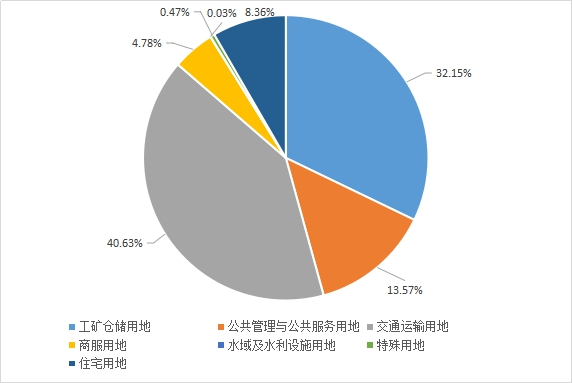 0.47%
0.03%
8.36%
4.78%
32.15%
40.63%
13.57%
工矿仓储用地
公共管理与公共服务用地
交通运输用地
商服用地
水域及水利设施用地
特殊用地
住宅用地